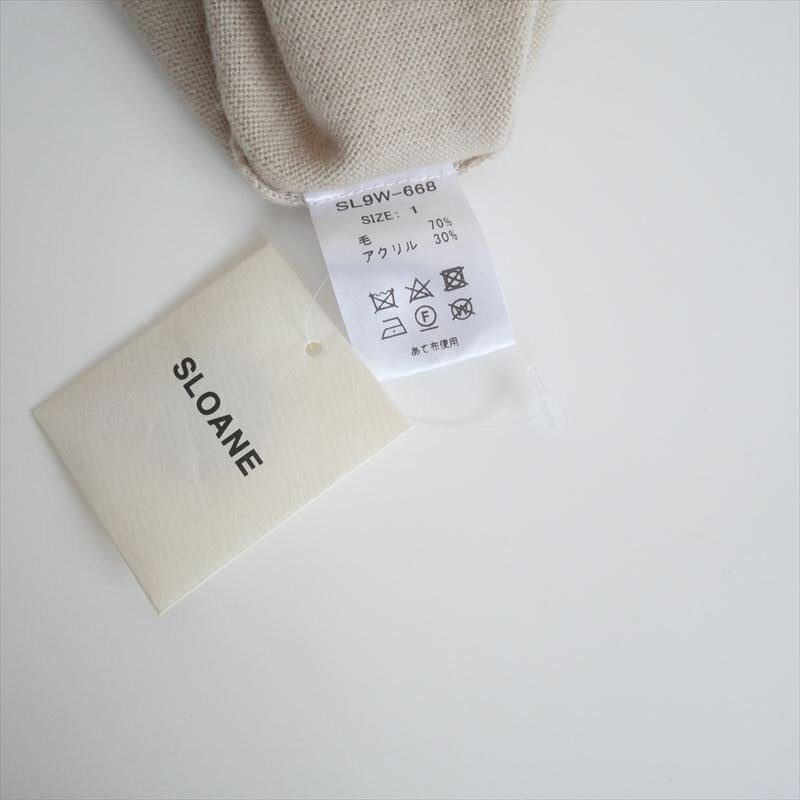 SL9W-668
SIZE: 1
毛 70%
アクリル 30%
F
W
あて布使用
SLOANE